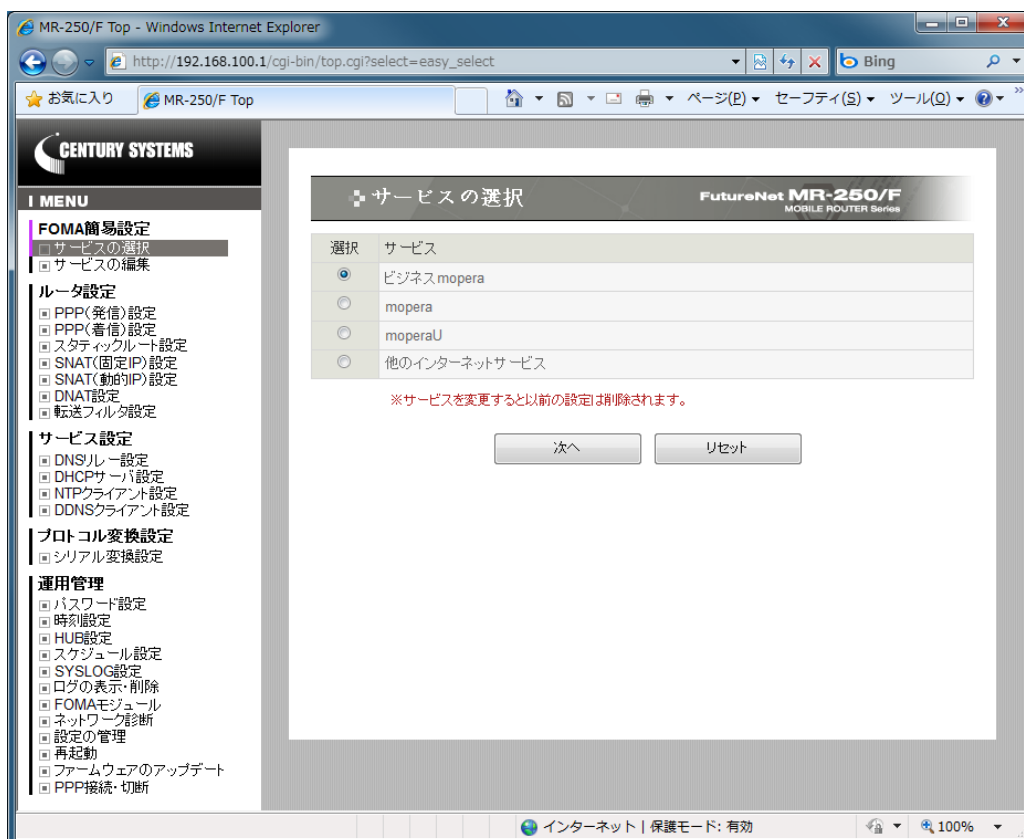 MR-250/F Top - Windows Internet Explorer
http://192.168.100.1/cgi-bin/top.cgi?select=easy_select
Bing
お気に入り
MR-250/F Top
ページ(P)
セーフティ(S)
ツール(O)
CENTURY SYSTEMS
MENU
FOMA簡易設定
サービスの選択
サービスの編集
ルータ設定
PPP(発信)設定
PPP(着信)設定
スタティックルート設定
SNAT(固定IP)設定
SNAT(動的IP)設定
DNAT設定
転送フィルタ設定
サービス設定
DNSリレー設定
DHCPサーバ設定
NTPクライアント設定
DDNSクライアント設定
プロトコル変換設定
シリアル変換設定
運用管理
パスワード設定
時刻設定
HUB設定
スケジュール設定
SYSLOG設定
ログの表示・削除
FOMAモジュール
ネットワーク診断
設定の管理
再起動
ファームウェアのアップデート
PPP接続・切断
サービスの選択
FutureNet MR-250/F
MOBILE ROUTER Series
選択 サービス
ビジネスmopera
mopera
moperaU
他のインターネットサービス
※サービスを変更すると以前の設定は削除されます。
次へ
リセット
インターネット | 保護モード: 有効
100%